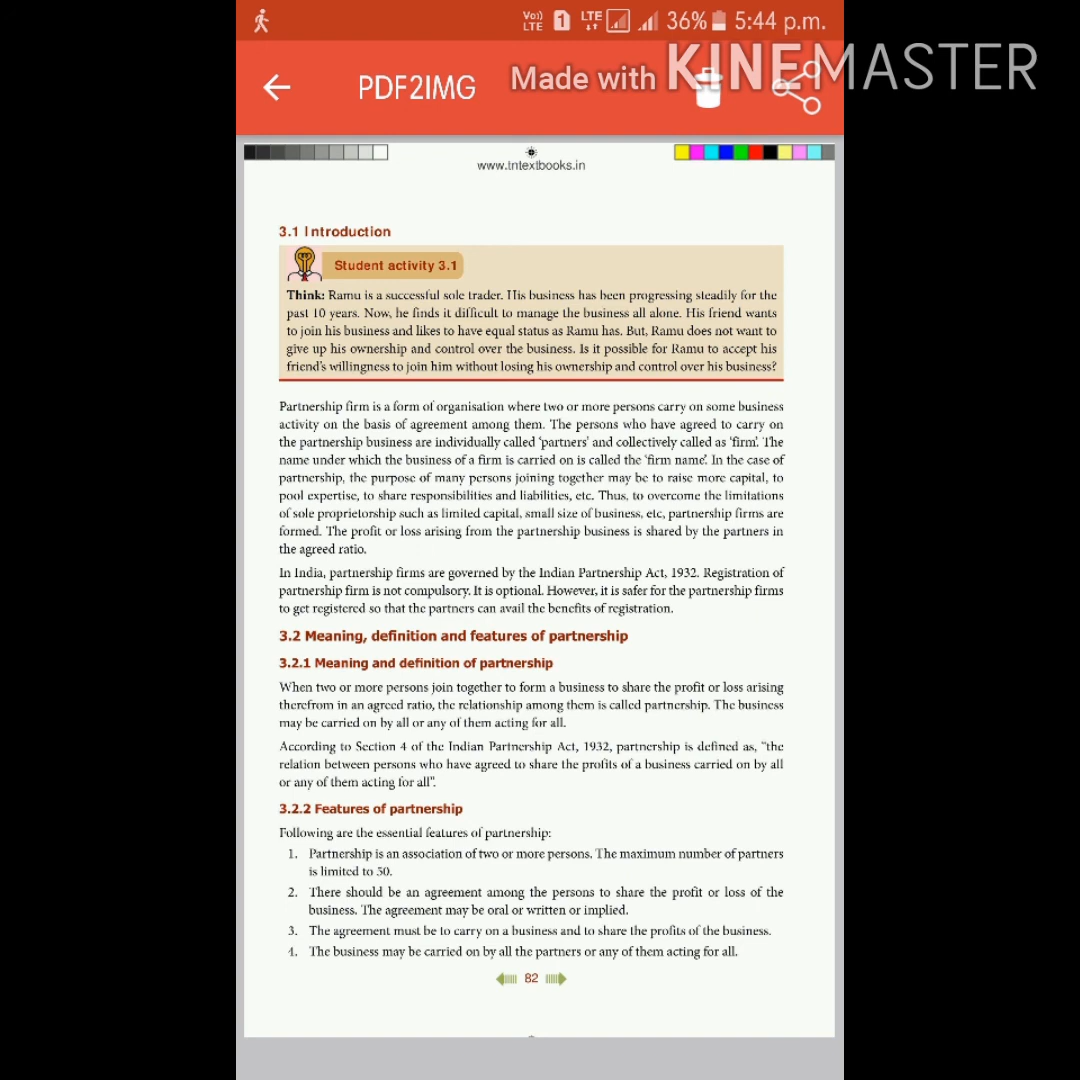 Vo)) LTE 1 LTE 36% 5:44 p.m.
PDF2IMG
Made with KINEMASTER
www.tntextbooks.in
3.1 Introduction
Student activity 3.1
Think: Ramu is a successful sole trader. His business has been progressing steadily for the
past 10 years. Now, he finds it difficult to manage the business all alone. His friend wants
to join his business and likes to have equal status as Ramu has. But, Ramu does not want to
give up his ownership and control over the business. Is it possible for Ramu to accept his
friend's willingness to join him without losing his ownership and control over his business?
Partnership firm is a form of organisation where two or more persons carry on some business
activity on the basis of agreement among them. The persons who have agreed to carry on
the partnership business are individually called 'partners' and collectively called as 'firm'. The
name under which the business of a firm is carried on is called the 'firm name'. In the case of
partnership, the purpose of many persons joining together may be to raise more capital, to
pool expertise, to share responsibilities and liabilities, etc. Thus, to overcome the limitations
of sole proprietorship such as limited capital, small size of business, etc, partnership firms are
formed. The profit or loss arising from the partnership business is shared by the partners in
the agreed ratio.
In India, partnership firms are governed by the Indian Partnership Act, 1932. Registration of
partnership firm is not compulsory. It is optional. However, it is safer for the partnership firms
to get registered so that the partners can avail the benefits of registration.
3.2 Meaning, definition and features of partnership
3.2.1 Meaning and definition of partnership
When two or more persons join together to form a business to share the profit or loss arising
therefrom in an agreed ratio, the relationship among them is called partnership. The business
may be carried on by all or any of them acting for all.
According to Section 4 of the Indian Partnership Act, 1932, partnership is defined as, "the
relation between persons who have agreed to share the profits of a business carried on by all
or any of them acting for all".
3.2.2 Features of partnership
Following are the essential features of partnership:
1. Partnership is an association of two or more persons. The maximum number of partners
is limited to 50.
2. There should be an agreement among the persons to share the profit or loss of the
business. The agreement may be oral or written or implied.
3. The agreement must be to carry on a business and to share the profits of the business.
4. The business may be carried on by all the partners or any of them acting for all.
82